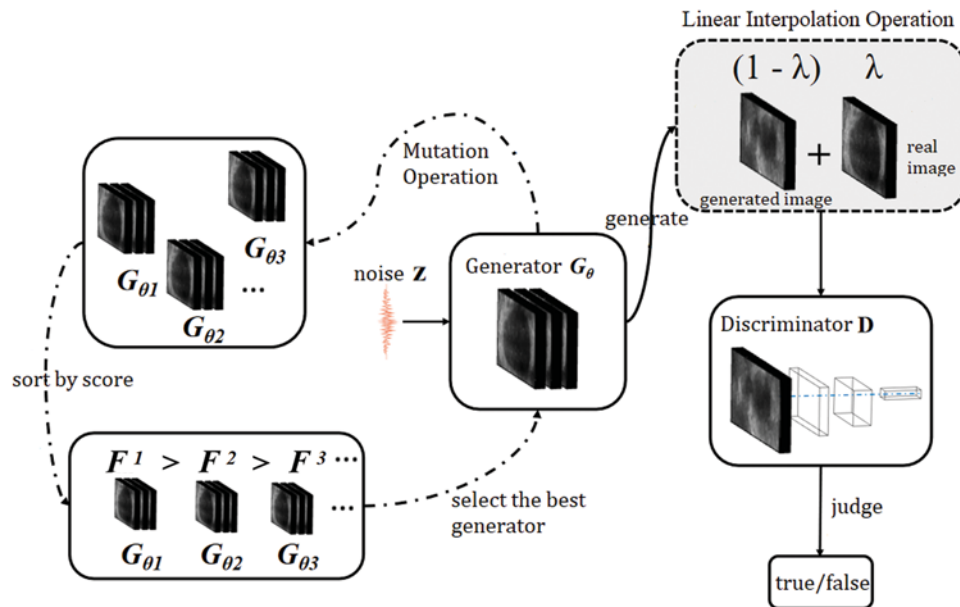 Linear Interpolation Operation
(1 - λ) λ
+
real
image
generated image
Mutation
Operation
generate
G_θ3
G_θ1
...
G_θ2
noise Z
Generator G_θ
Discriminator D
sort by score
F^1 > F^2 > F^3 ...
...
G_θ1 G_θ2 G_θ3
select the best
generator
judge
true/false